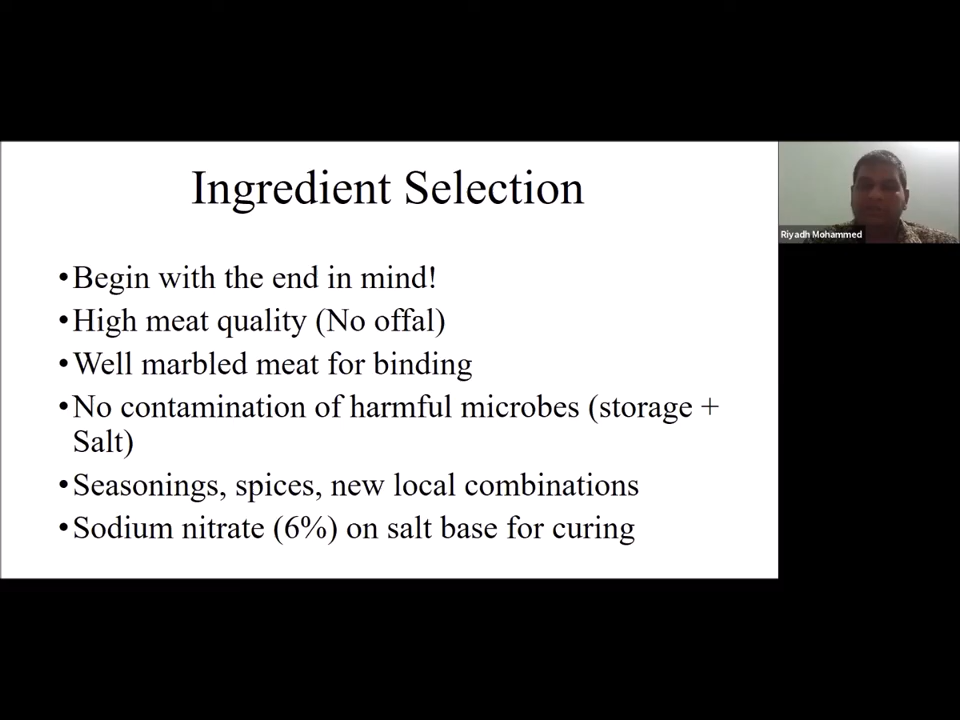 Ingredient Selection
•Begin with the end in mind!
•High meat quality (No offal)
•Well marbled meat for binding
•No contamination of harmful microbes (storage +
Salt)
•Seasonings, spices, new local combinations
•Sodium nitrate (6%) on salt base for curing
Riyadh Mohammed